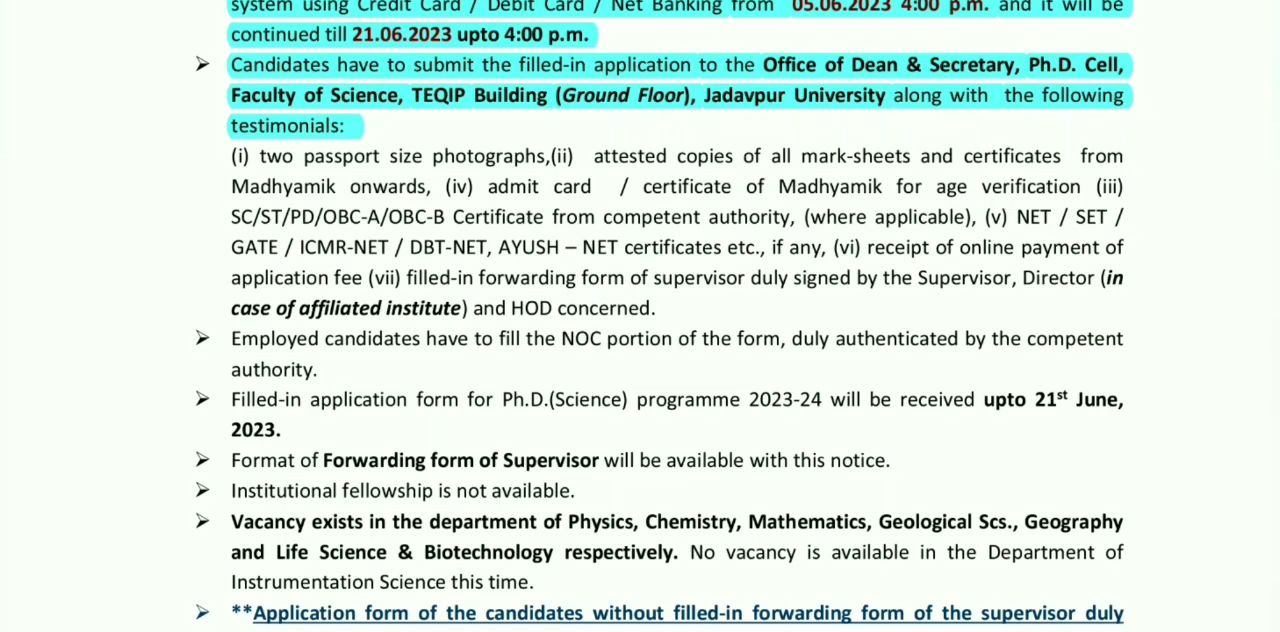 system using Credit Card / Debit Card / Net Banking from 05.06.2023 4:00 p.m. and it will be
continued till 21.06.2023 upto 4:00 p.m.
➢ Candidates have to submit the filled-in application to the Office of Dean & Secretary, Ph.D. Cell,
Faculty of Science, TEQIP Building (Ground Floor), Jadavpur University along with the following
testimonials:
(i) two passport size photographs,(ii) attested copies of all mark-sheets and certificates from
Madhyamik onwards, (iv) admit card / certificate of Madhyamik for age verification (iii)
SC/ST/PD/OBC-A/OBC-B Certificate from competent authority, (where applicable), (v) NET / SET /
GATE / ICMR-NET / DBT-NET, AYUSH – NET certificates etc., if any, (vi) receipt of online payment of
application fee (vii) filled-in forwarding form of supervisor duly signed by the Supervisor, Director (in
case of affiliated institute) and HOD concerned.
➢ Employed candidates have to fill the NOC portion of the form, duly authenticated by the competent
authority.
➢ Filled-in application form for Ph.D.(Science) programme 2023-24 will be received upto 21st June,
2023.
➢ Format of Forwarding form of Supervisor will be available with this notice.
➢ Institutional fellowship is not available.
➢ Vacancy exists in the department of Physics, Chemistry, Mathematics, Geological Scs., Geography
and Life Science & Biotechnology respectively. No vacancy is available in the Department of
Instrumentation Science this time.
➢ **Application form of the candidates without filled-in forwarding form of the supervisor duly